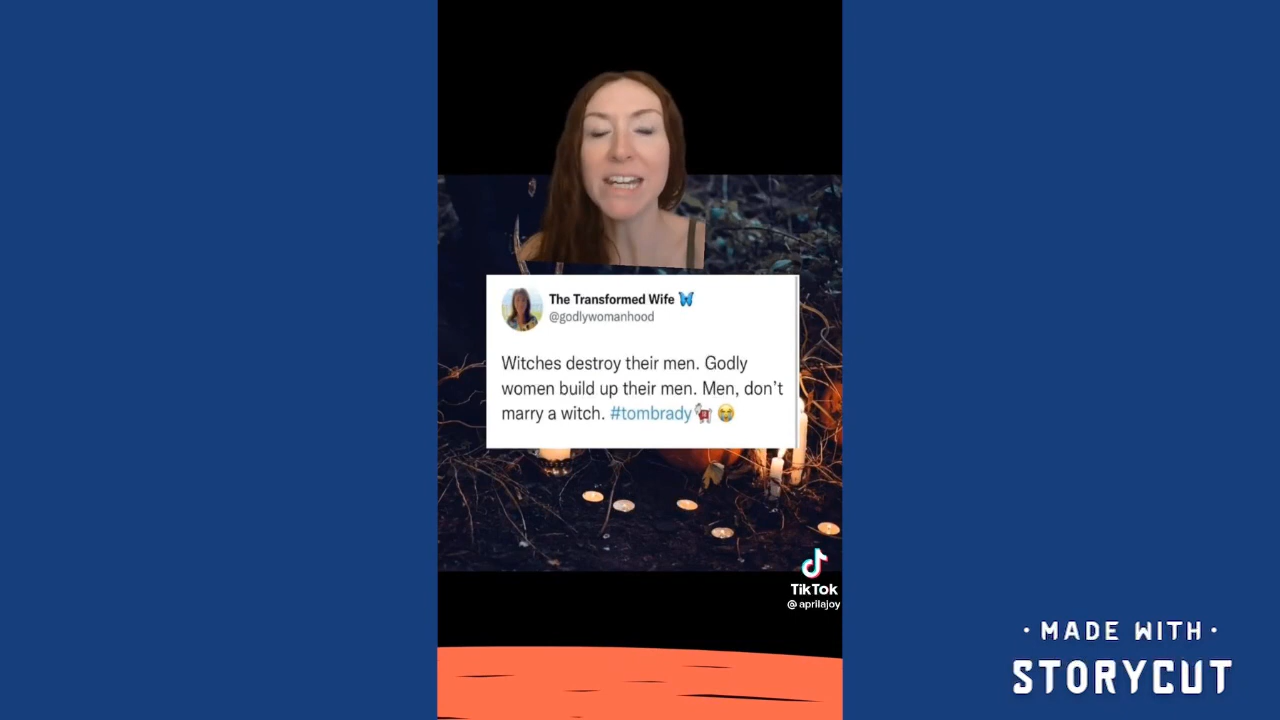 The Transformed Wife 🦋
@godlywomanhood
Witches destroy their men. Godly
women build up their men. Men, don't
marry a witch. #tombrady 😭
TikTok
@aprilajoy
· MADE WITH ·
STORYCUT